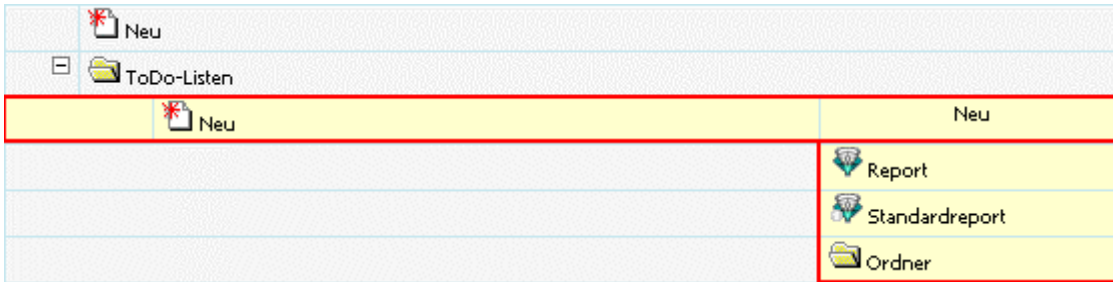 Neu
ToDo-Listen
Neu Neu
Report
Standardreport
Ordner